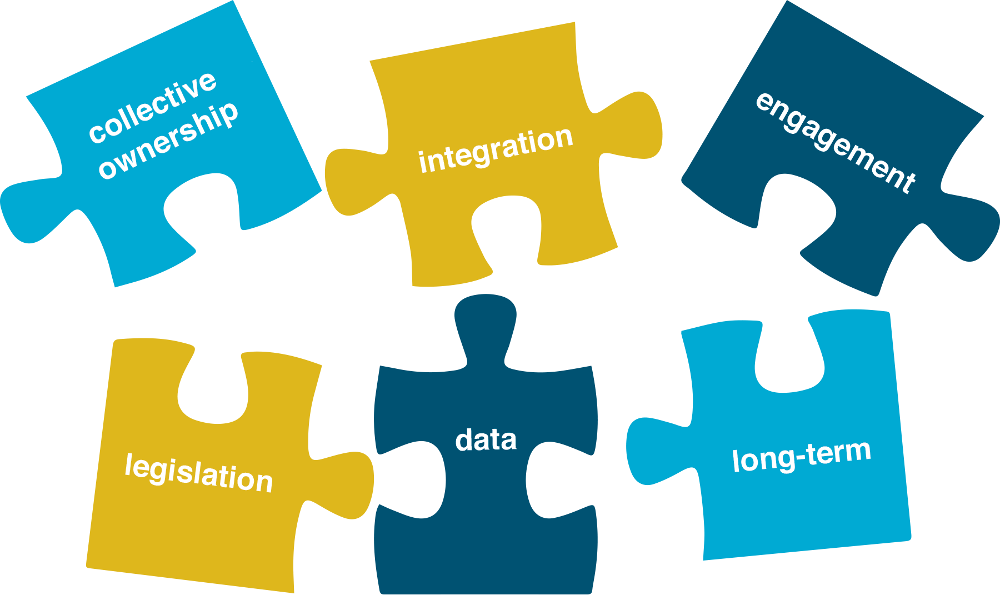 collective
ownership
integration
engagement
legislation
data
long-term